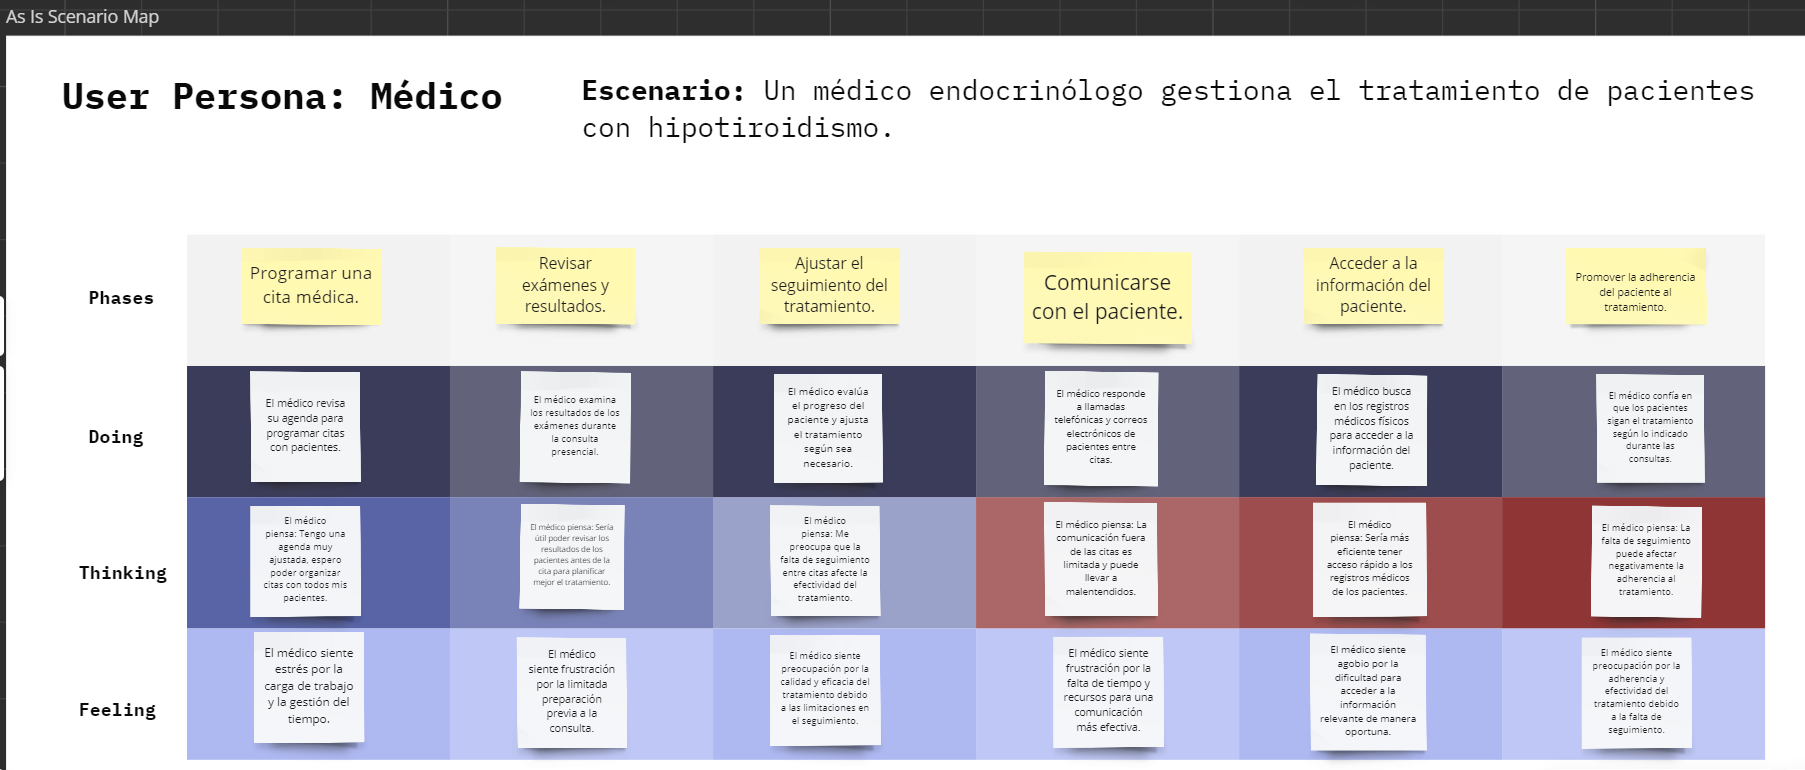 As Is Scenario Map
User Persona: Médico
Escenario: Un médico endocrinólogo gestiona el tratamiento de pacientes
con hipotiroidismo.
Phases
Programar una
cita médica.
Revisar
exámenes y
resultados.
Ajustar el
seguimiento del
tratamiento.
Comunicarse
con el paciente.
Acceder a la
información del
paciente.
Promover la adherencia
del paciente al
tratamiento.
Doing
El médico revisa
su agenda para
programar citas
con pacientes.
El médico examina
los resultados de los
exámenes durante
la consulta
presencial.
El médico evalúa
el progreso del
paciente y ajusta
el tratamiento
según sea
necesario.
El médico responde
a llamadas
telefónicas y correos
electrónicos de
pacientes entre
citas.
El médico busca
en los registros
médicos físicos
para acceder a la
información del
paciente.
El médico confía en
que los pacientes
sigan el tratamiento
según lo indicado
durante las
consultas.
Thinking
El médico
piensa: Tengo una
agenda muy
ajustada, espero
poder organizar
citas con todos mis
pacientes.
El médico piensa: Sería
útil poder revisar los
resultados de los
pacientes antes de la
cita para planificar
mejor el tratamiento.
El médico
piensa: Me
preocupa que la
falta de seguimiento
entre citas afecte la
efectividad del
tratamiento.
El médico piensa: La
comunicación fuera
de las citas es
limitada y puede
llevar a
malentendidos.
El médico
piensa: Sería más
eficiente tener
acceso rápido a los
registros médicos
de los pacientes.
El médico piensa: La
falta de seguimiento
puede afectar
negativamente la
adherencia al
tratamiento.
Feeling
El médico siente
estrés por la
carga de trabajo
y la gestión del
tiempo.
El médico
siente frustración
por la limitada
preparación
previa a la
consulta.
El médico siente
preocupación por la
calidad y eficacia del
tratamiento debido
a las limitaciones en
el seguimiento.
El médico siente
frustración por la
falta de tiempo y
recursos para una
comunicación
más efectiva.
El médico siente
agobio por la
dificultad para
acceder a la
información
relevante de manera
oportuna.
El médico siente
preocupación por la
adherencia y
efectividad del
tratamiento debido
a la falta de
seguimiento.